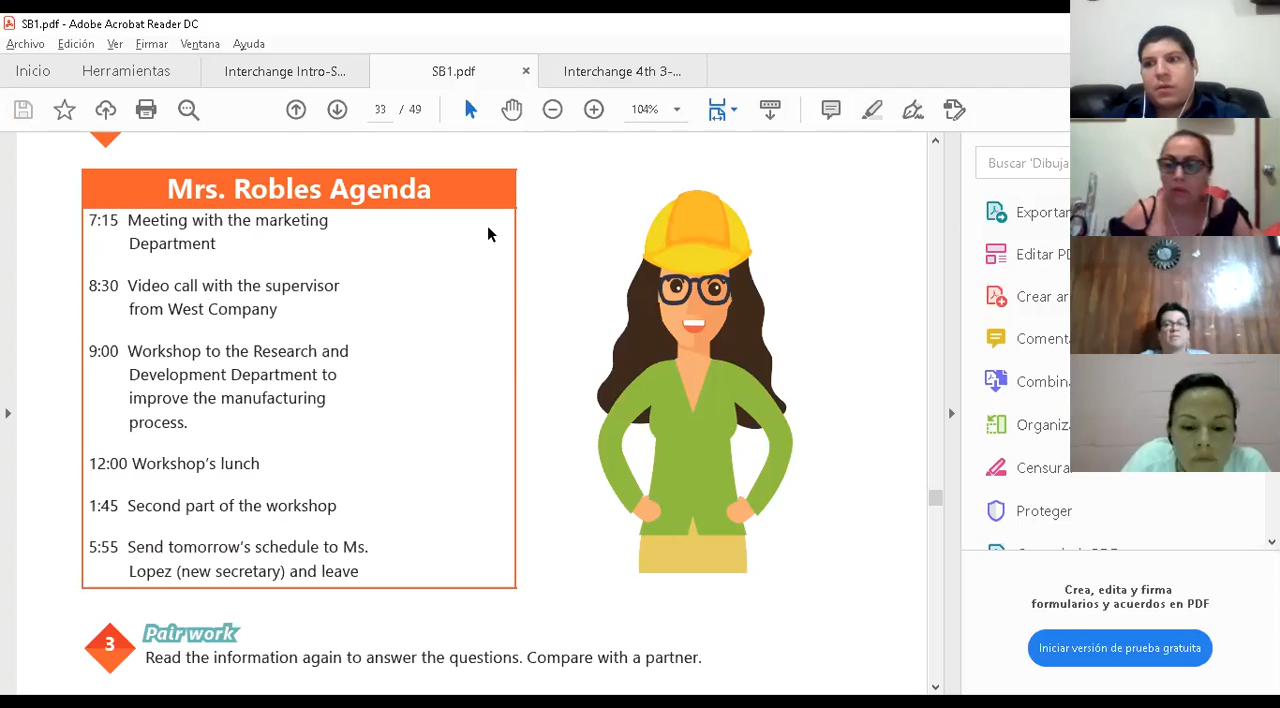 SB1.pdf - Adobe Acrobat Reader DC
Archivo Edición Ver Firmar Ventana Ayuda
Inicio Herramientas Interchange Intro-S... SB1.pdf × Interchange 4th 3-...
33 / 49 104%
Mrs. Robles Agenda
7:15 Meeting with the marketing
Department
8:30 Video call with the supervisor
from West Company
9:00 Workshop to the Research and
Development Department to
improve the manufacturing
process.
12:00 Workshop's lunch
1:45 Second part of the workshop
5:55 Send tomorrow's schedule to Ms.
Lopez (new secretary) and leave
3 Pair work
Read the information again to answer the questions. Compare with a partner.
Buscar 'Dibuja
Exportar
Editar PD
Crear ar
Coment
Combina
Organiz
Censura
Proteger
Crea, edita y firma
formularios y acuerdos en PDF
Iniciar versión de prueba gratuita